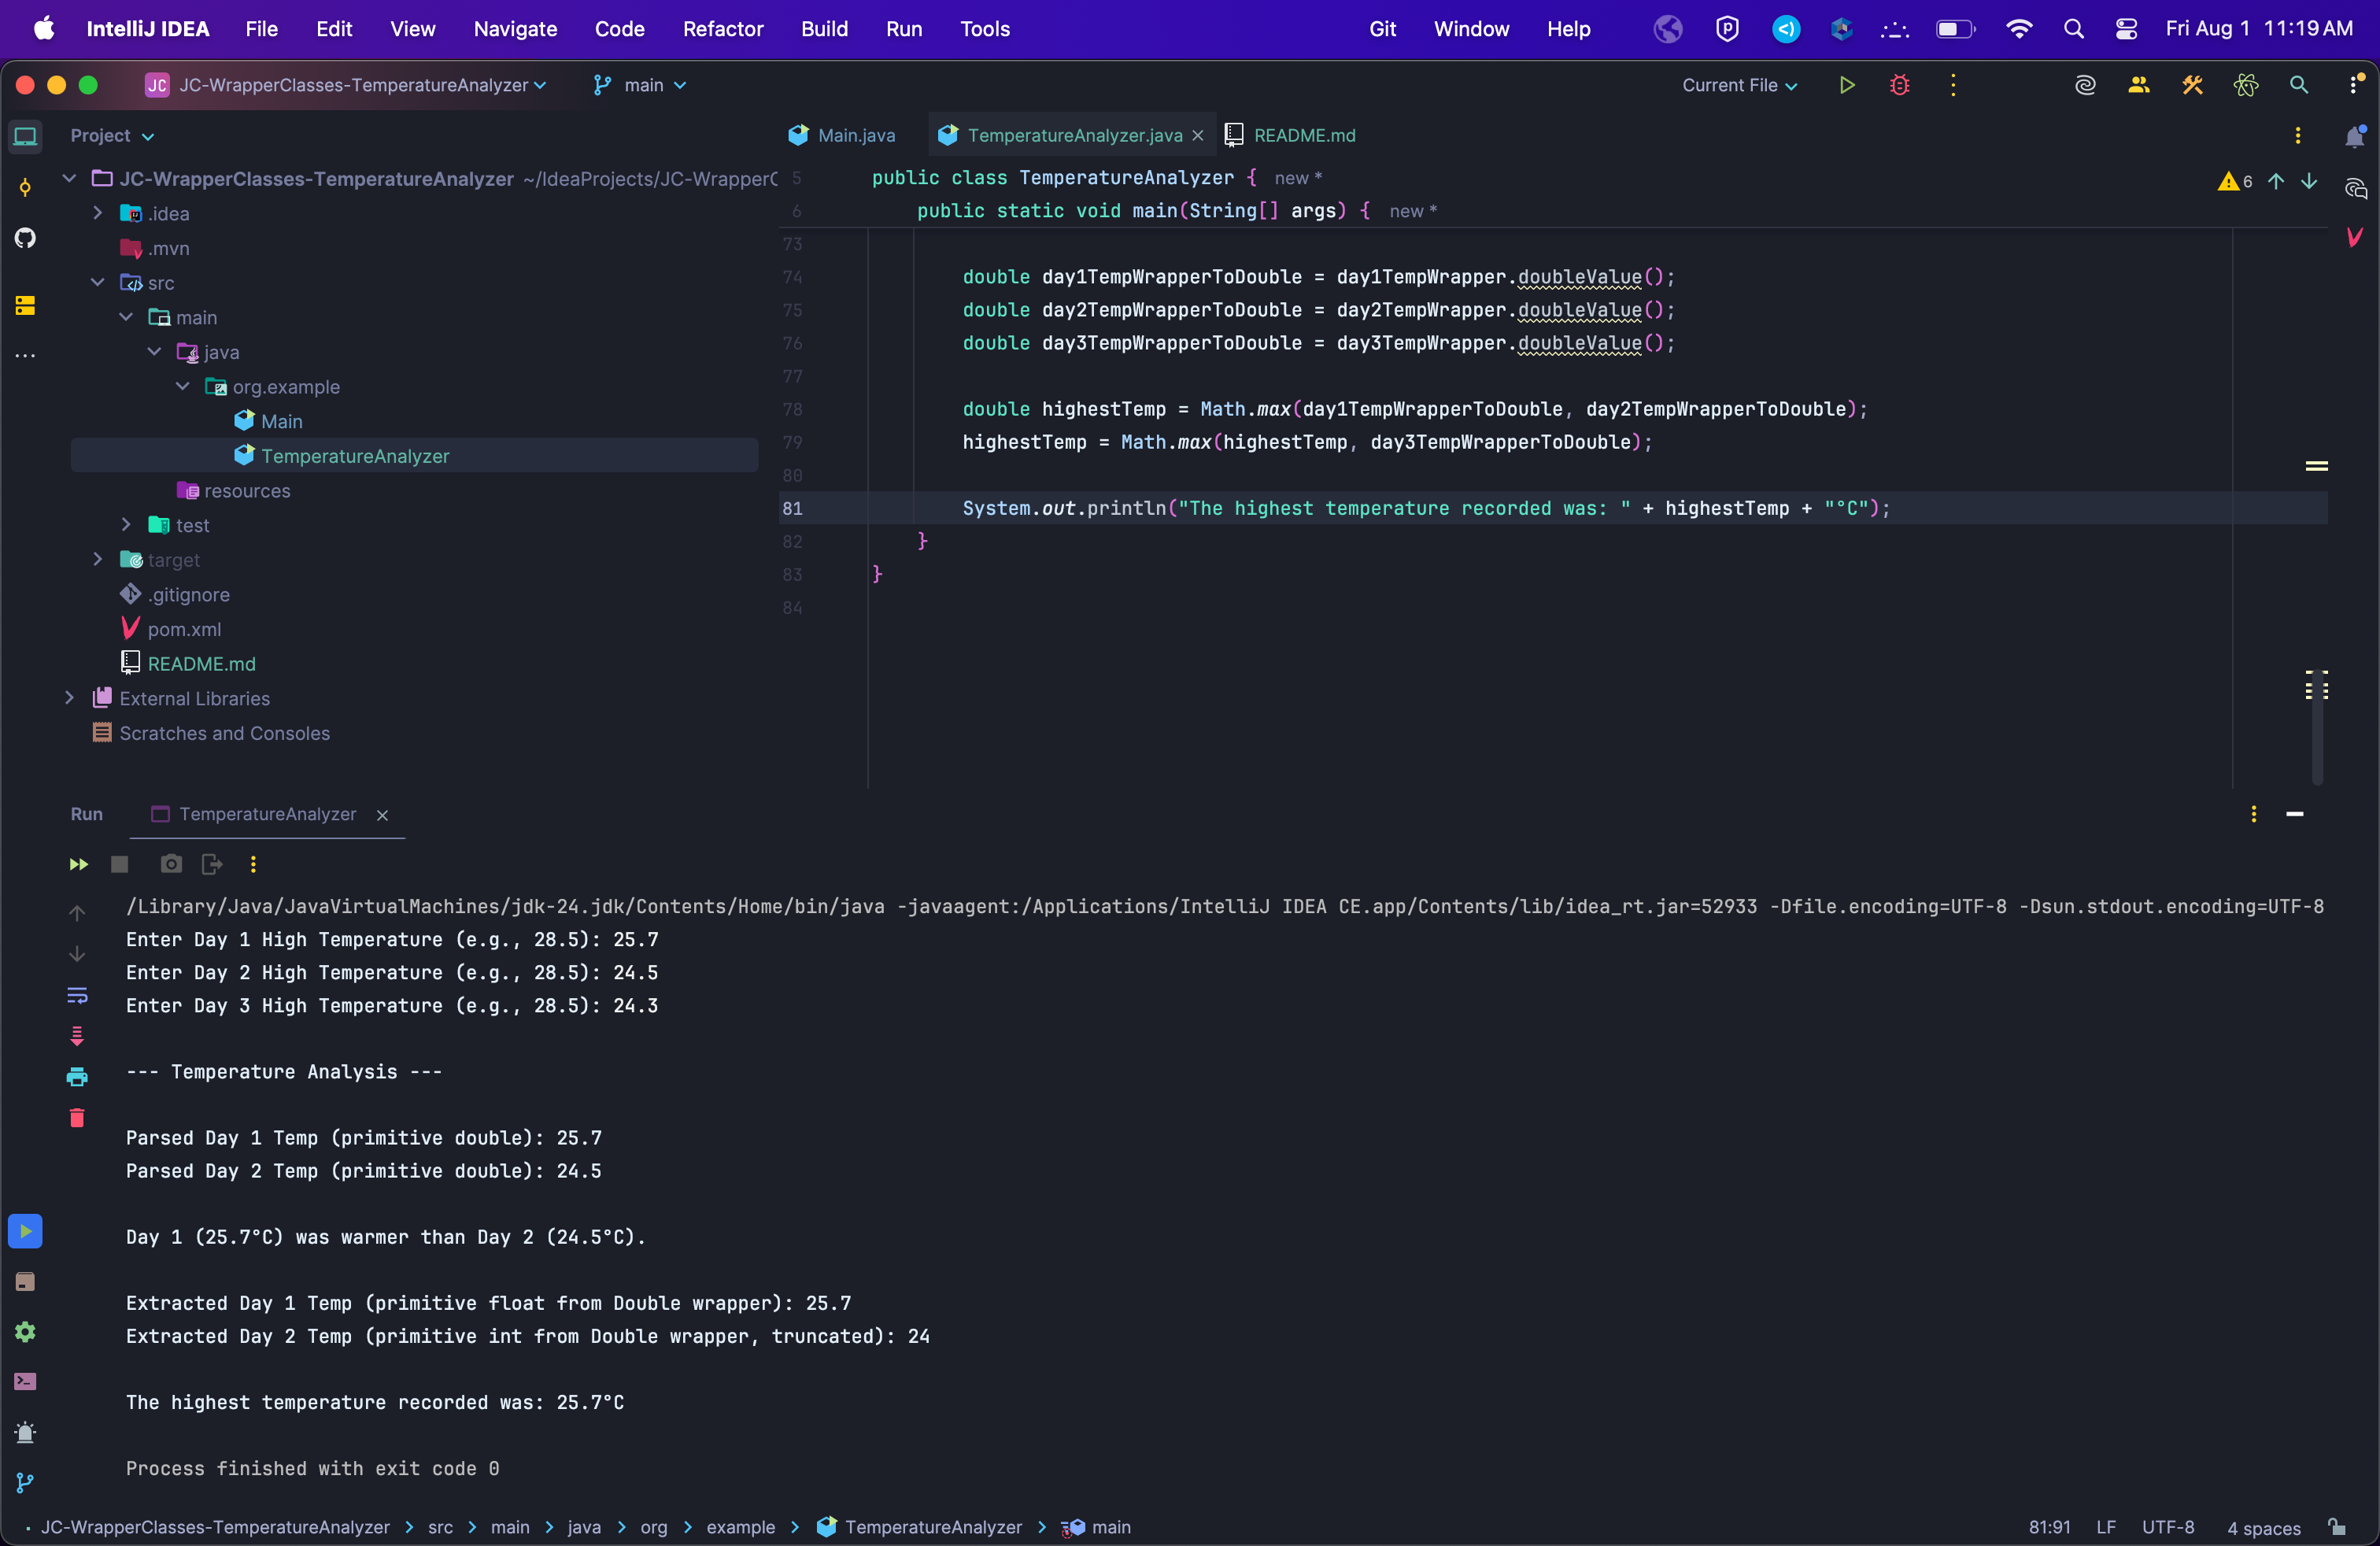 IntelliJ IDEA File Edit View Navigate Code Refactor Build Run Tools Git Window Help Fri Aug 1 11:19 AM
JC JC-WrapperClasses-TemperatureAnalyzer main Current File
Project
JC-WrapperClasses-TemperatureAnalyzer ~/IdeaProjects/JC-WrapperC
.idea
.mvn
src
main
java
org.example
Main
TemperatureAnalyzer
resources
test
target
.gitignore
pom.xml
README.md
External Libraries
Scratches and Consoles
Main.java TemperatureAnalyzer.java README.md
5 public class TemperatureAnalyzer { new *
6 public static void main(String[] args) { new *
6
73
74 double day1TempWrapperToDouble = day1TempWrapper.doubleValue();
75 double day2TempWrapperToDouble = day2TempWrapper.doubleValue();
76 double day3TempWrapperToDouble = day3TempWrapper.doubleValue();
77
78 double highestTemp = Math.max(day1TempWrapperToDouble, day2TempWrapperToDouble);
79 highestTemp = Math.max(highestTemp, day3TempWrapperToDouble);
80
81 System.out.println("The highest temperature recorded was: " + highestTemp + "°C");
82 }
83 }
84
Run TemperatureAnalyzer
/Library/Java/JavaVirtualMachines/jdk-24.jdk/Contents/Home/bin/java -javaagent:/Applications/IntelliJ IDEA CE.app/Contents/lib/idea_rt.jar=52933 -Dfile.encoding=UTF-8 -Dsun.stdout.encoding=UTF-8
Enter Day 1 High Temperature (e.g., 28.5): 25.7
Enter Day 2 High Temperature (e.g., 28.5): 24.5
Enter Day 3 High Temperature (e.g., 28.5): 24.3
--- Temperature Analysis ---
Parsed Day 1 Temp (primitive double): 25.7
Parsed Day 2 Temp (primitive double): 24.5
Day 1 (25.7°C) was warmer than Day 2 (24.5°C).
Extracted Day 1 Temp (primitive float from Double wrapper): 25.7
Extracted Day 2 Temp (primitive int from Double wrapper, truncated): 24
The highest temperature recorded was: 25.7°C
Process finished with exit code 0
JC-WrapperClasses-TemperatureAnalyzer src main java org example TemperatureAnalyzer main 81:91 LF UTF-8 4 spaces